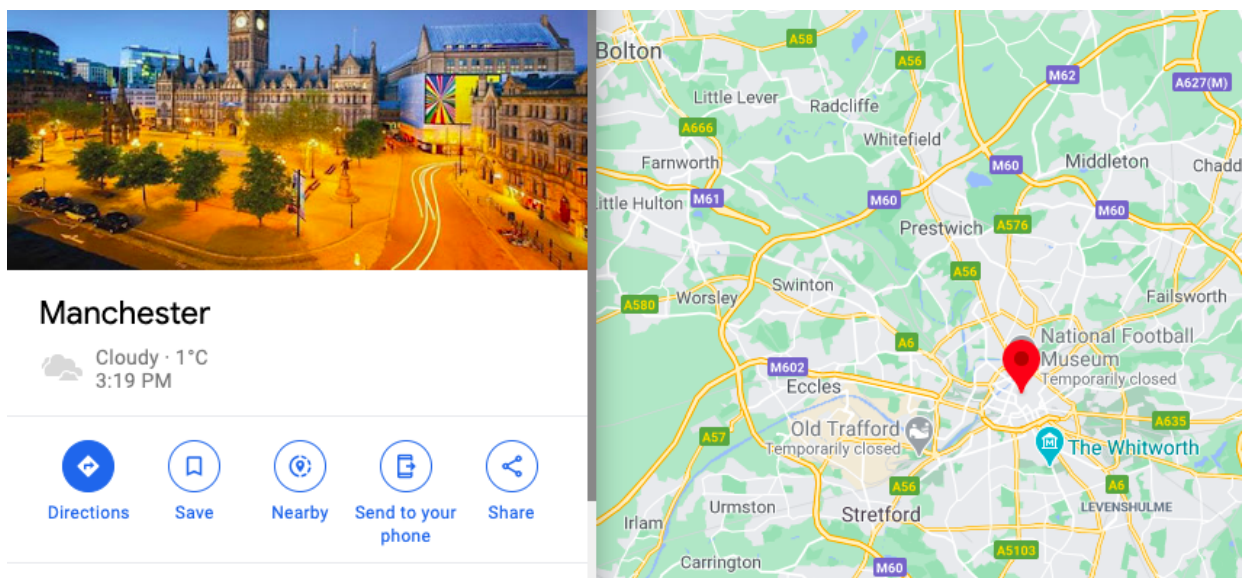 Manchester
Cloudy · 1°C
3:19 PM
Directions
Save
Nearby
Send to your
phone
Share
Bolton
A58
A56
M62
A627(M)
Little Lever
Radcliffe
A666
Whitefield
Farnworth
M60
Middleton
Chadd
ittle Hulton
M61
M60
M60
Prestwich
A576
A56
A580
Worsley
Swinton
Failsworth
A6
National Football
Museum
Temporarily closed
M602
Eccles
Old Trafford
Temporarily closed
A635
A57
The Whitworth
A56
A6
Urmston
Stretford
LEVENSHULME
Irlam
A5103
Carrington
M60